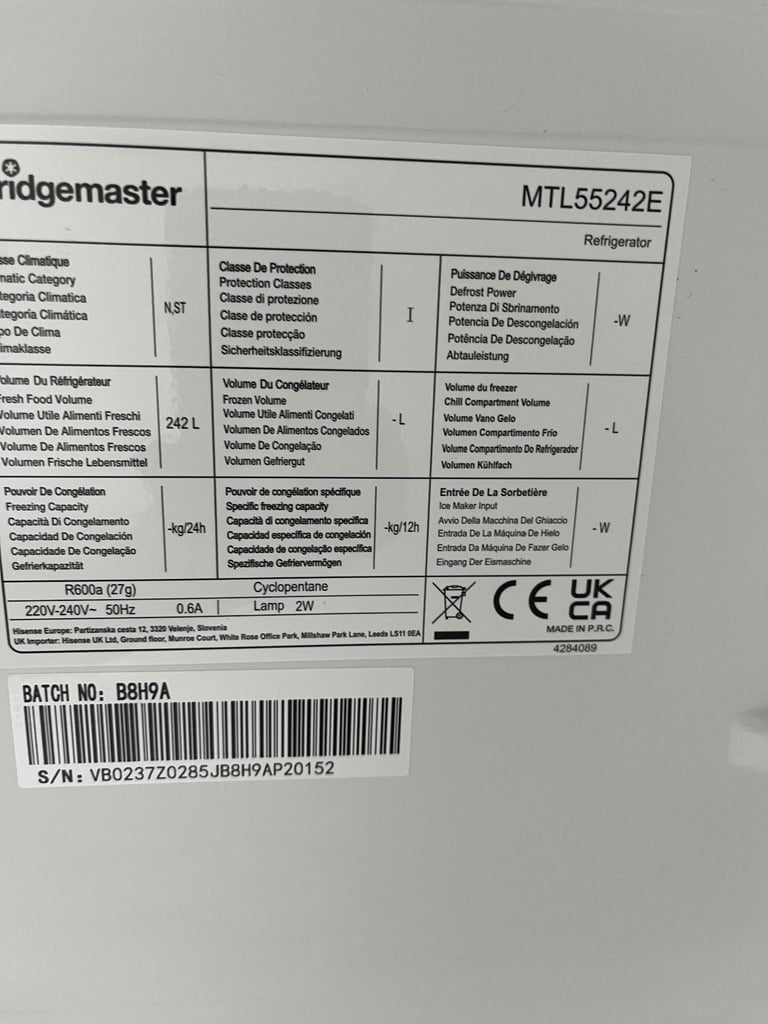 ridgemaster
MTL55242E
Refrigerator
sse Climatique
matic Category
tegoria Climatica
tegoría Climática
po De Clima
imaklasse
N,ST
Classe De Protection
Protection Classes
Classe di protezione
Clase de protección
Classe protecção
Sicherheitsklassifizierung
I
Puissance De Dégivrage
Defrost Power
Potenza Di Sbrinamento
Potencia De Descongelación
Potência De Descongelação
Abtauleistung
-W
olume Du Réfrigérateur
Fresh Food Volume
Volume Utile Alimenti Freschi
Volumen De Alimentos Frescos
Volume De Alimentos Frescos
Volumen Frische Lebensmittel
242 L
Volume Du Congélateur
Frozen Volume
Volume Utile Alimenti Congelati
Volumen De Alimentos Congelados
Volume De Congelação
Volumen Gefriergut
- L
Volume du freezer
Chill Compartment Volume
Volume Vano Gelo
Volumen Compartimento Frío
Volume Compartimento Do Refrigerador
Volumen Kühlfach
- L
Pouvoir De Congélation
Freezing Capacity
Capacità Di Congelamento
Capacidad De Congelación
Capacidade De Congelação
Gefrierkapazität
-kg/24h
Pouvoir de congélation spécifique
Specific freezing capacity
Capacità di congelamento specifica
Capacidad específica de congelación
Capacidade de congelação específica
Spezifische Gefriervermögen
-kg/12h
Entrée De La Sorbetière
Ice Maker Input
Avvio Della Macchina Del Ghiaccio
Entrada De La Máquina De Hielo
Entrada Da Máquina De Fazer Gelo
Eingang Der Eismaschine
- W
R600a (27g)
Cyclopentane
220V-240V~ 50Hz
0.6A
Lamp 2W
Hisense Europe: Partizanska cesta 12, 3320 Velenje, Slovenia
UK Importer: Hisense UK Ltd, Ground floor, Munroe Court, White Rose Office Park, Millshaw Park Lane, Leeds LS11 0EA
CE
UK
CA
MADE IN P.R.C.
4284089
BATCH NO: B8H9A
S/N: VB0237Z0285JB8H9AP20152